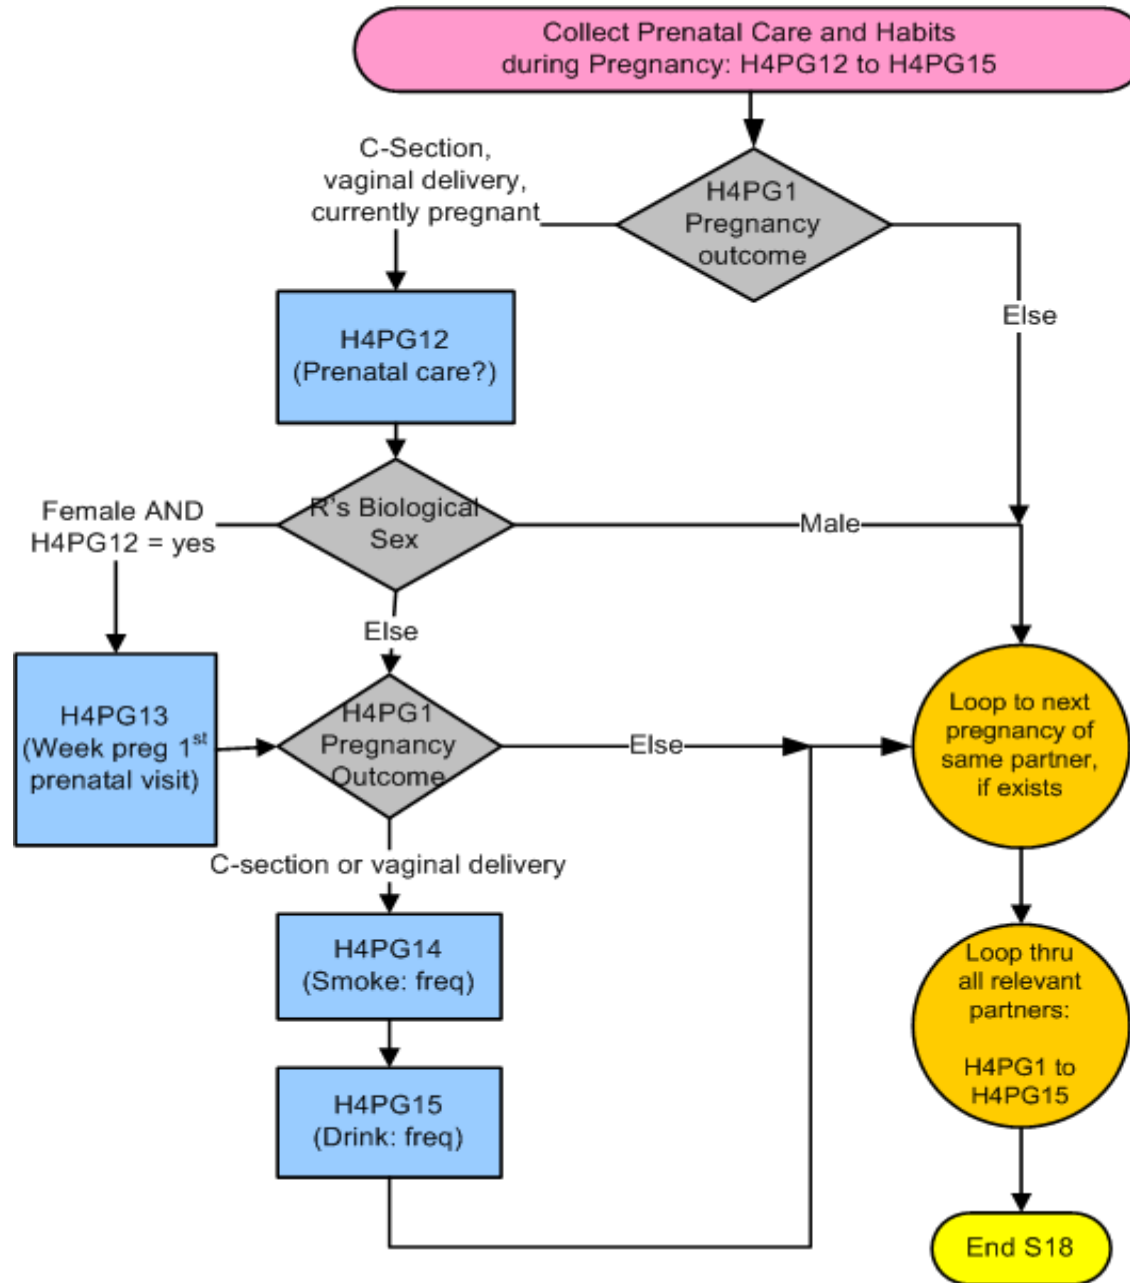 Collect Prenatal Care and Habits
during Pregnancy: H4PG12 to H4PG15
C-Section,
vaginal delivery,
currently pregnant
H4PG1
Pregnancy
outcome
Else
H4PG12
(Prenatal care?)
Female AND
H4PG12 = yes
R's Biological
Sex
Male
Else
H4PG13
(Week preg 1st
prenatal visit)
H4PG1
Pregnancy
Outcome
Else
Loop to next
pregnancy of
same partner,
if exists
C-section or vaginal delivery
H4PG14
(Smoke: freq)
Loop thru
all relevant
partners:
H4PG1 to
H4PG15
H4PG15
(Drink: freq)
End S18